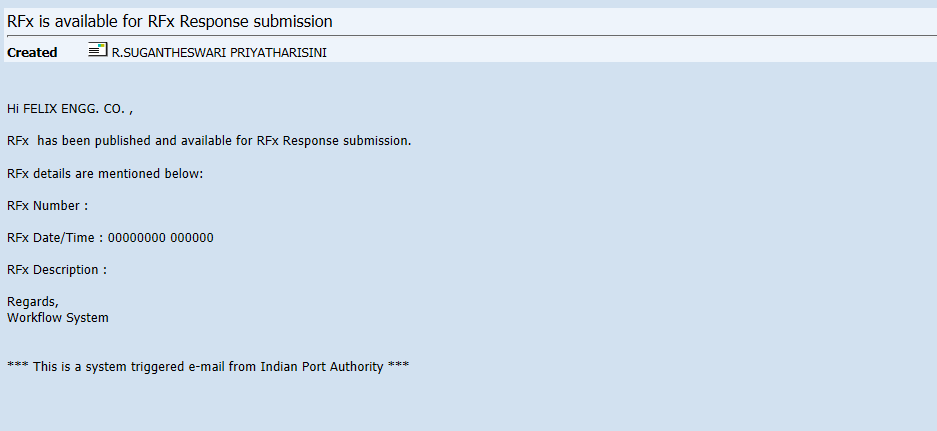 RFx is available for RFx Response submission
Created R.SUGANTHESWARI PRIYATHARISINI
Hi FELIX ENGG. CO. ,
RFx  has been published and available for RFx Response submission.
RFx details are mentioned below:
RFx Number :
RFx Date/Time : 00000000 000000
RFx Description :
Regards,
Workflow System
*** This is a system triggered e-mail from Indian Port Authority ***